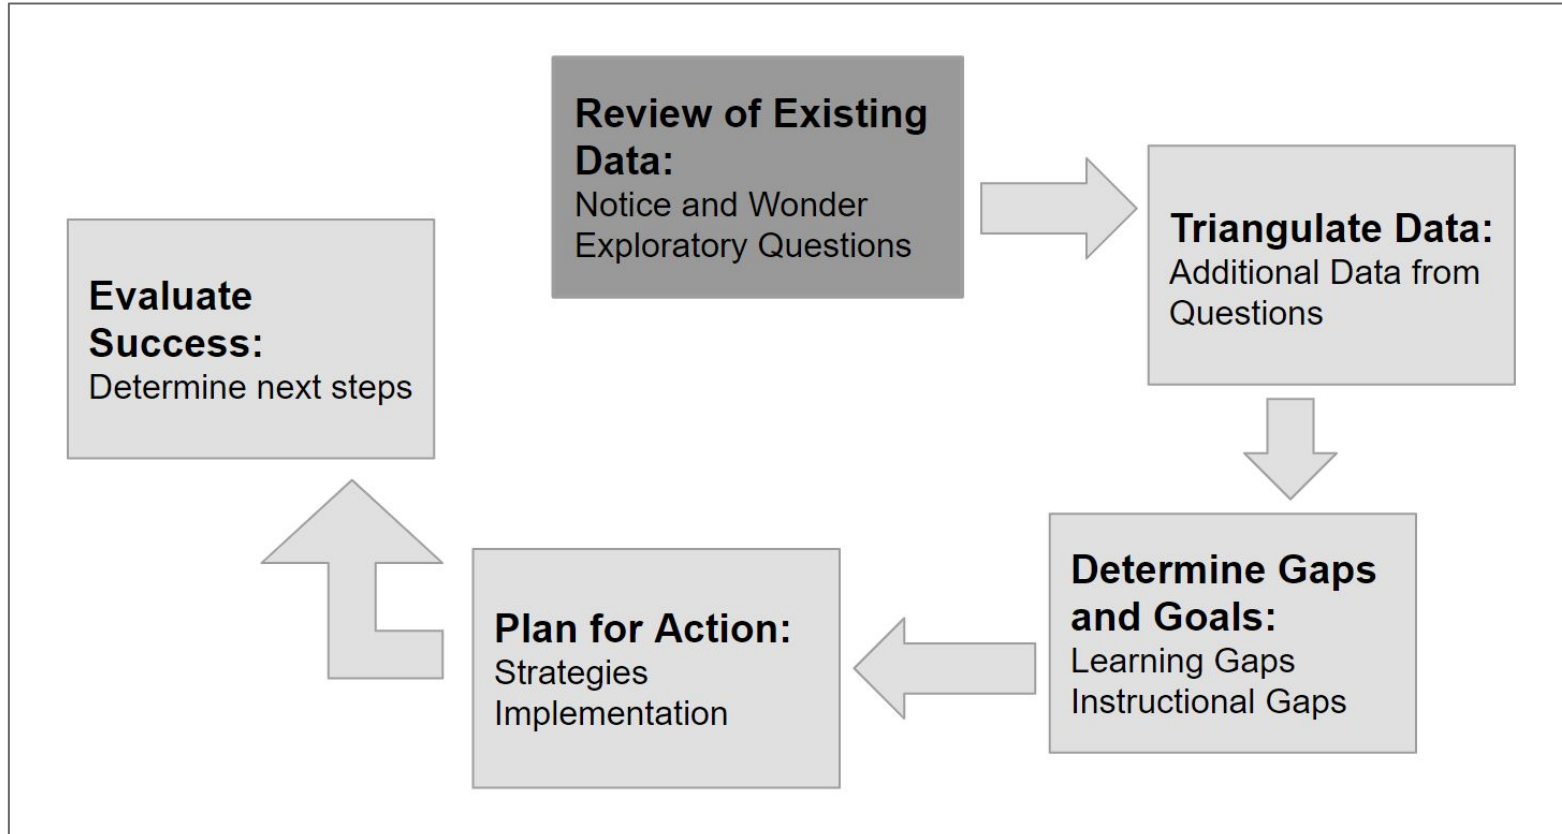 Review of Existing
Data:
Notice and Wonder
Exploratory Questions
Triangulate Data:
Additional Data from
Questions
Determine Gaps
and Goals:
Learning Gaps
Instructional Gaps
Plan for Action:
Strategies
Implementation
Evaluate
Success:
Determine next steps